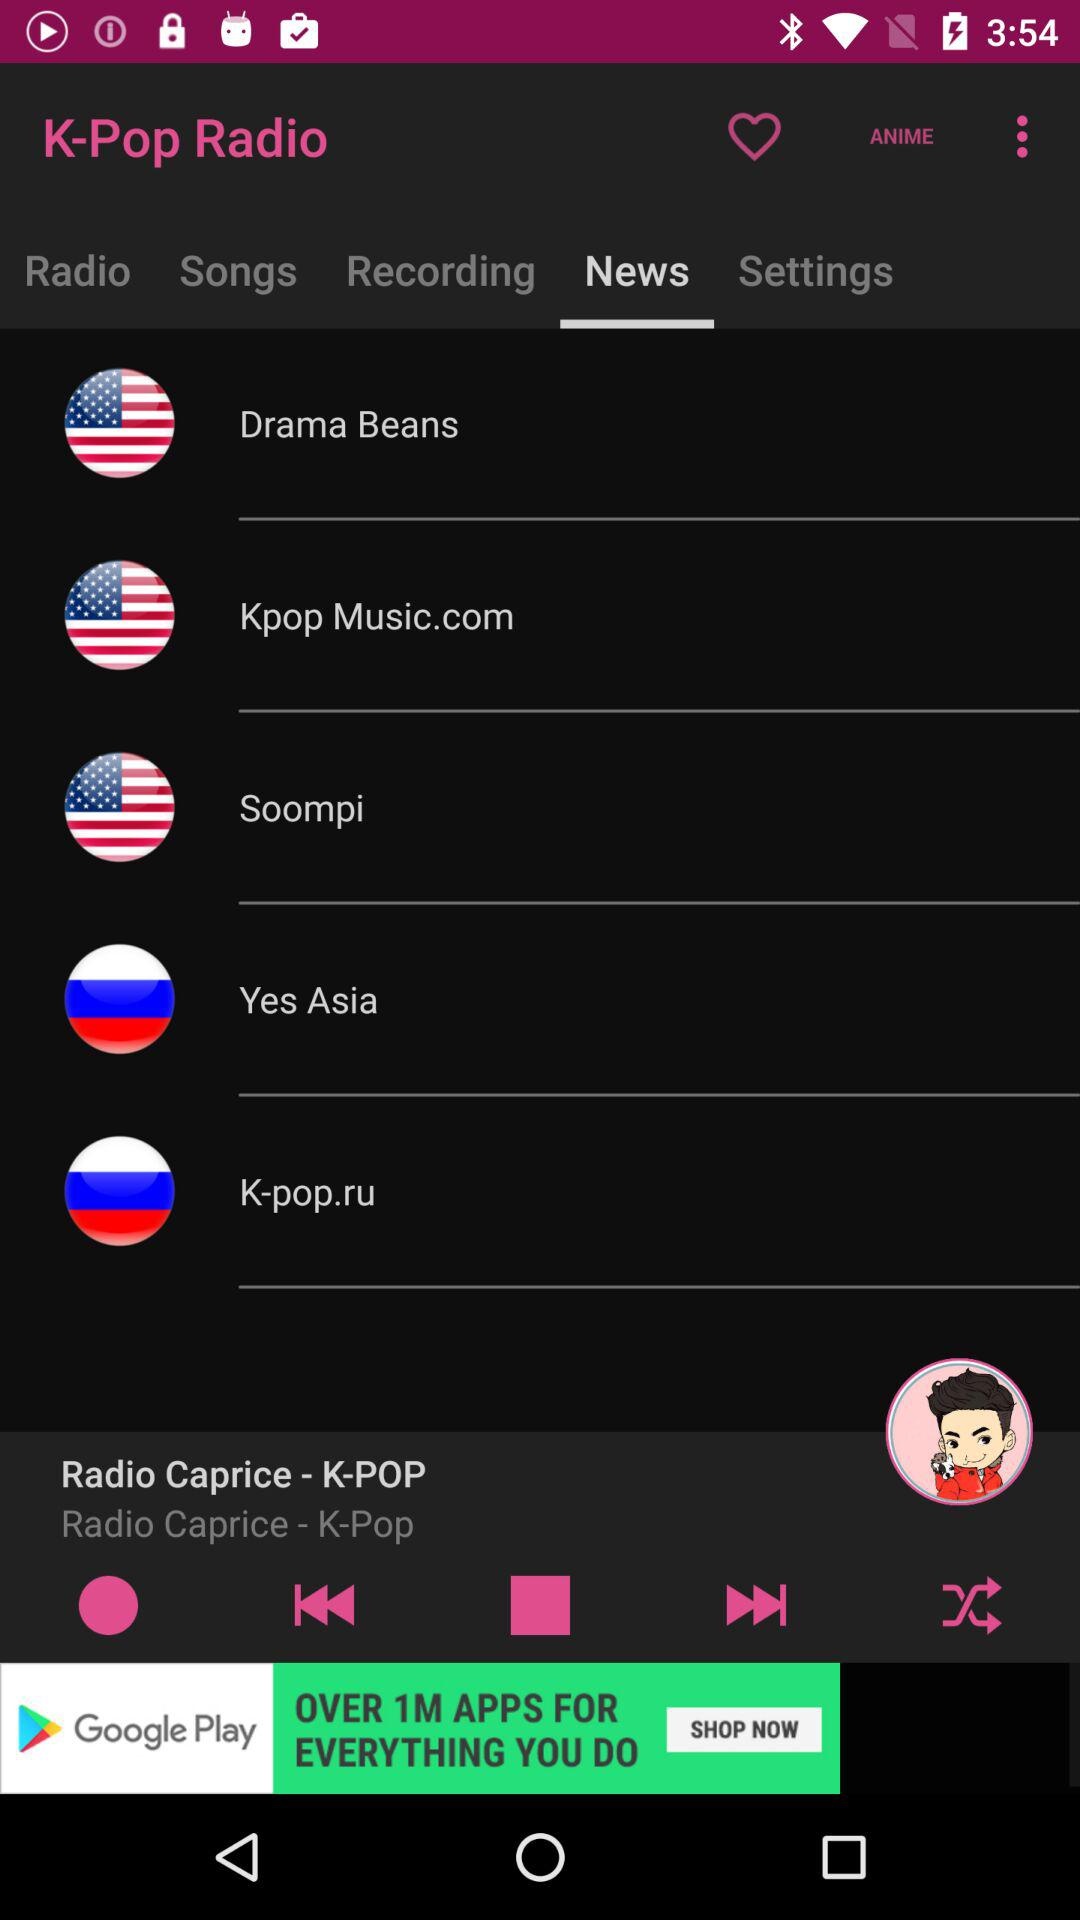 3:54
K-Pop Radio
ANIME
Radio Songs Recording News Settings
Drama Beans
Kpop Music.com
Soompi
Yes Asia
K-pop.ru
Radio Caprice - K-POP
Radio Caprice - K-Pop
Google Play
OVER 1M APPS FOR
EVERYTHING YOU DO
SHOP NOW